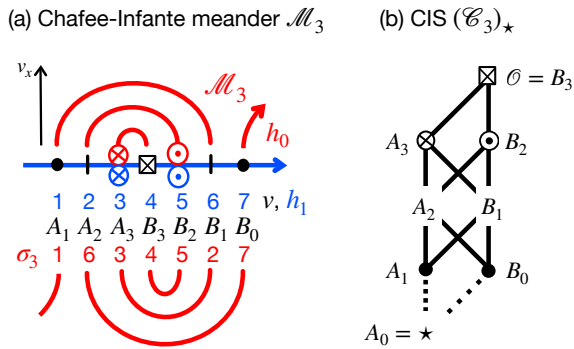 (a) Chafee-Infante meander ℳ₃
(b) CIS (𝒞₃)⋆
vₓ
ℳ₃
h₀
1 2 3 4 5 6 7 v, h₁
A₁ A₂ A₃ B₃ B₂ B₁ B₀
σ₃ 1 6 3 4 5 2 7
𝒪 = B₃
A₃ B₂
A₂ B₁
A₁ B₀
A₀ = ⋆